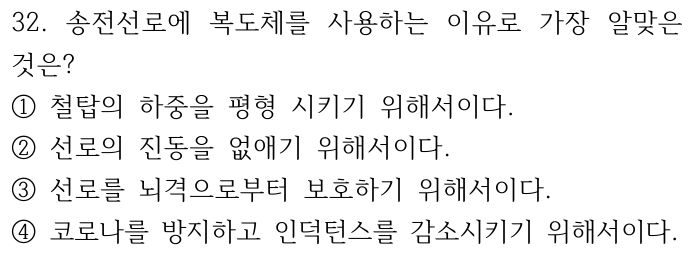 32. 송전선로에 복도체를 사용하는 이유로 가장 알맞은
것은?
① 철탑의 하중을 평형 시키기 위해서이다.
② 선로의 진동을 없애기 위해서이다.
③ 선로를 뇌격으로부터 보호하기 위해서이다.
④ 코로나를 방지하고 인덕턴스를 감소시키기 위해서이다.